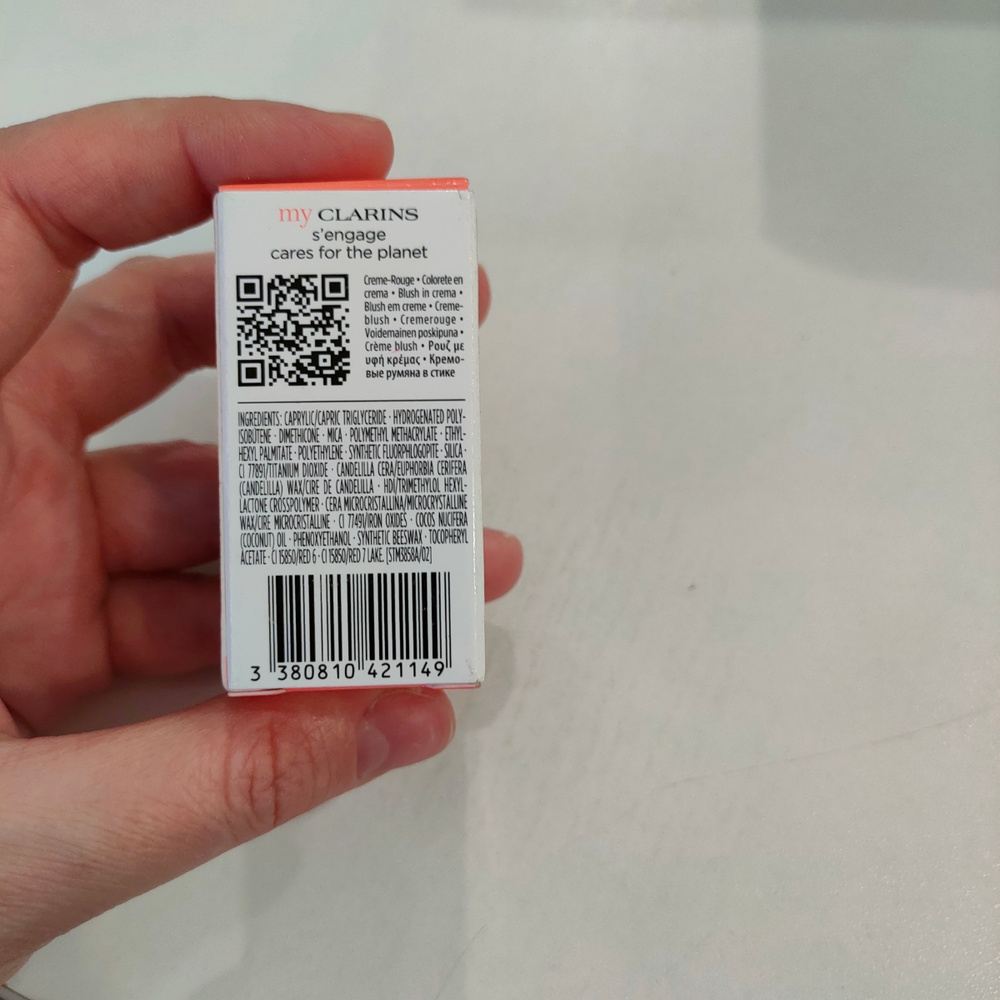 my CLARINS
s'engage
cares for the planet
Creme-Rouge • Colorete en
crema • Blush in crema •
Blush em creme • Creme-
blush • Cremerouge •
Voidemainen poskipuna •
Crème blush • Ρουζ με
υφή κρέμας • Кремо-
вые румяна в стике
INGREDIENTS: CAPRYLIC/CAPRIC TRIGLYCERIDE · HYDROGENATED POLY-
ISOBUTENE · DIMETHICONE · MICA · POLYMETHYL METHACRYLATE · ETHYL-
HEXYL PALMITATE · POLYETHYLENE · SYNTHETIC FLUORPHLOGOPITE · SILICA ·
CI 77891/TITANIUM DIOXIDE · CANDELILLA CERA/EUPHORBIA CERIFERA
(CANDELILLA) WAX/CIRE DE CANDELILLA · HDI/TRIMETHYLOL HEXYL-
LACTONE CROSSPOLYMER · CERA MICROCRISTALLINA/MICROCRYSTALLINE
WAX/CIRE MICROCRISTALLINE · CI 77491/IRON OXIDES · COCOS NUCIFERA
(COCONUT) OIL · PHENOXYETHANOL · SYNTHETIC BEESWAX · TOCOPHERYL
ACETATE · CI 15850/RED 6 · CI 15850/RED 7 LAKE. [STM3858A/02]
3 380810 421149